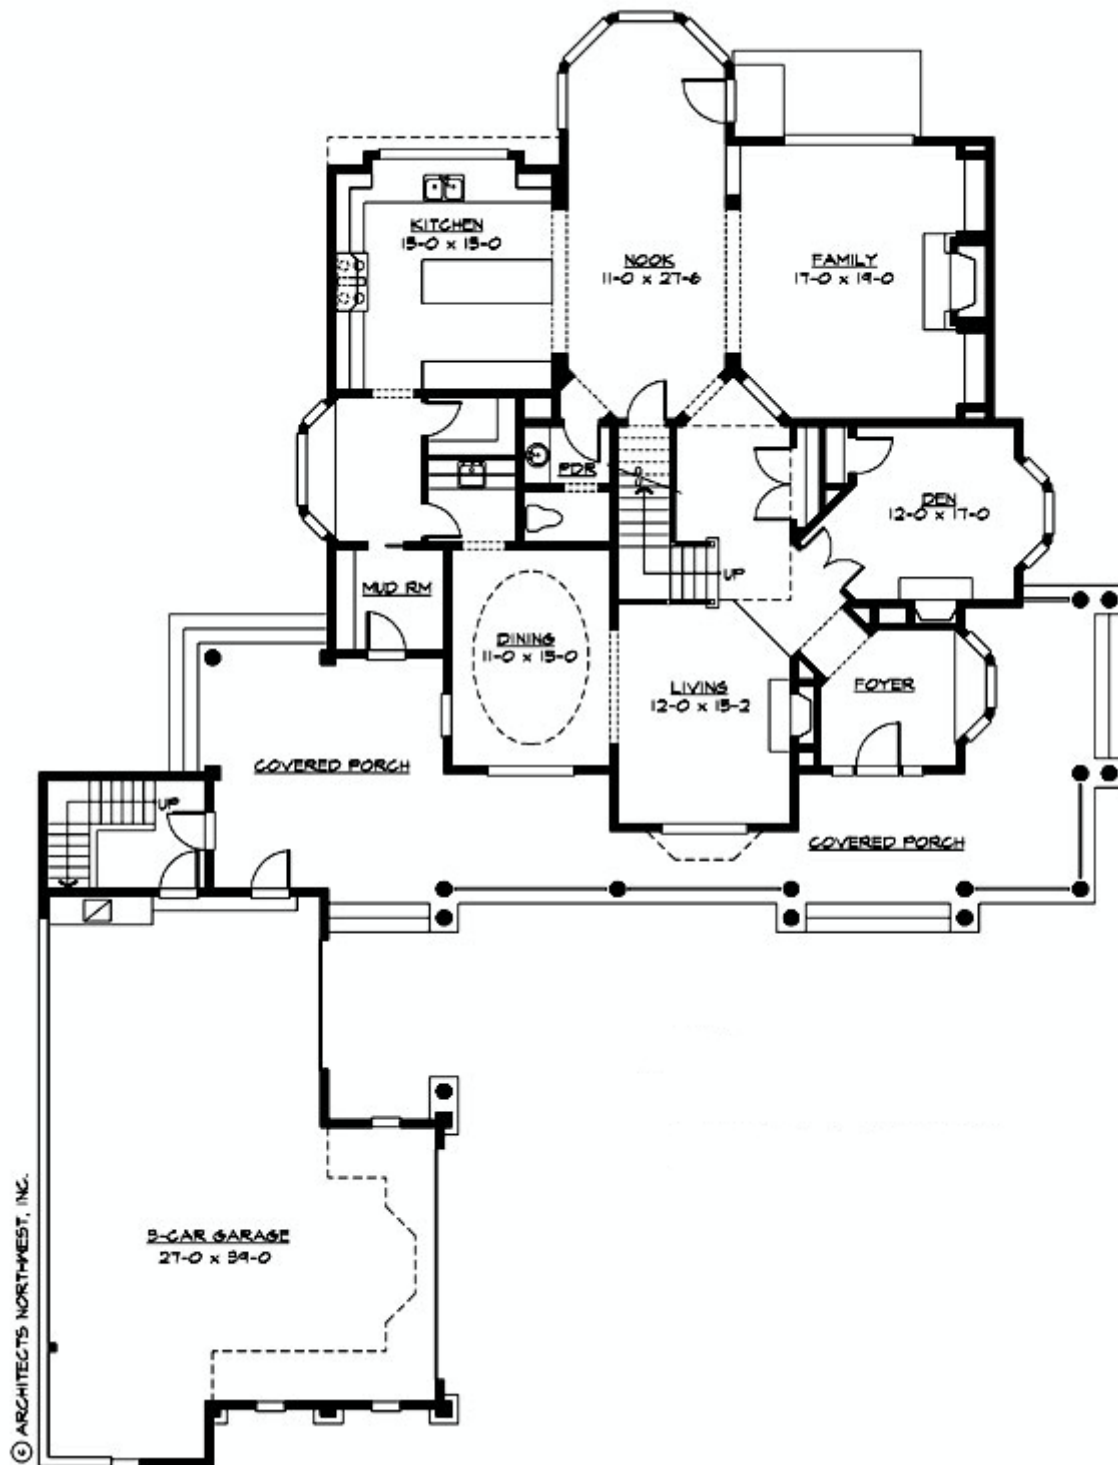 KITCHEN
15-0 x 15-0
NOOK
11-0 x 27-6
FAMILY
17-0 x 19-0
PDR
DEN
12-0 x 17-0
UP
MUD RM
DINING
11-0 x 15-0
LIVING
12-0 x 15-2
FOYER
COVERED PORCH
UP
COVERED PORCH
3-CAR GARAGE
27-0 x 39-0
© ARCHITECTS NORTHWEST, INC.